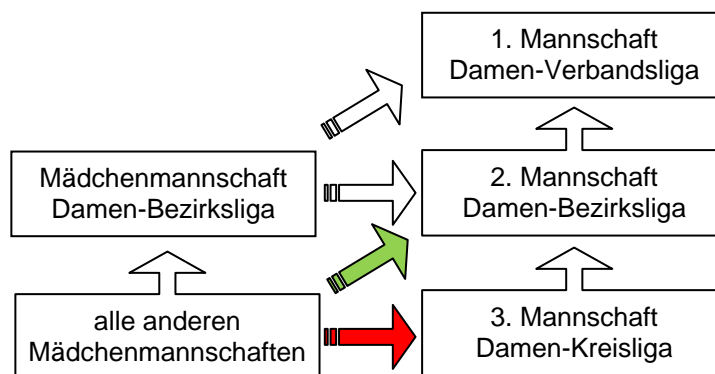 1. Mannschaft
Damen-Verbandsliga
Mädchenmannschaft
Damen-Bezirksliga
2. Mannschaft
Damen-Bezirksliga
alle anderen
Mädchenmannschaften
3. Mannschaft
Damen-Kreisliga